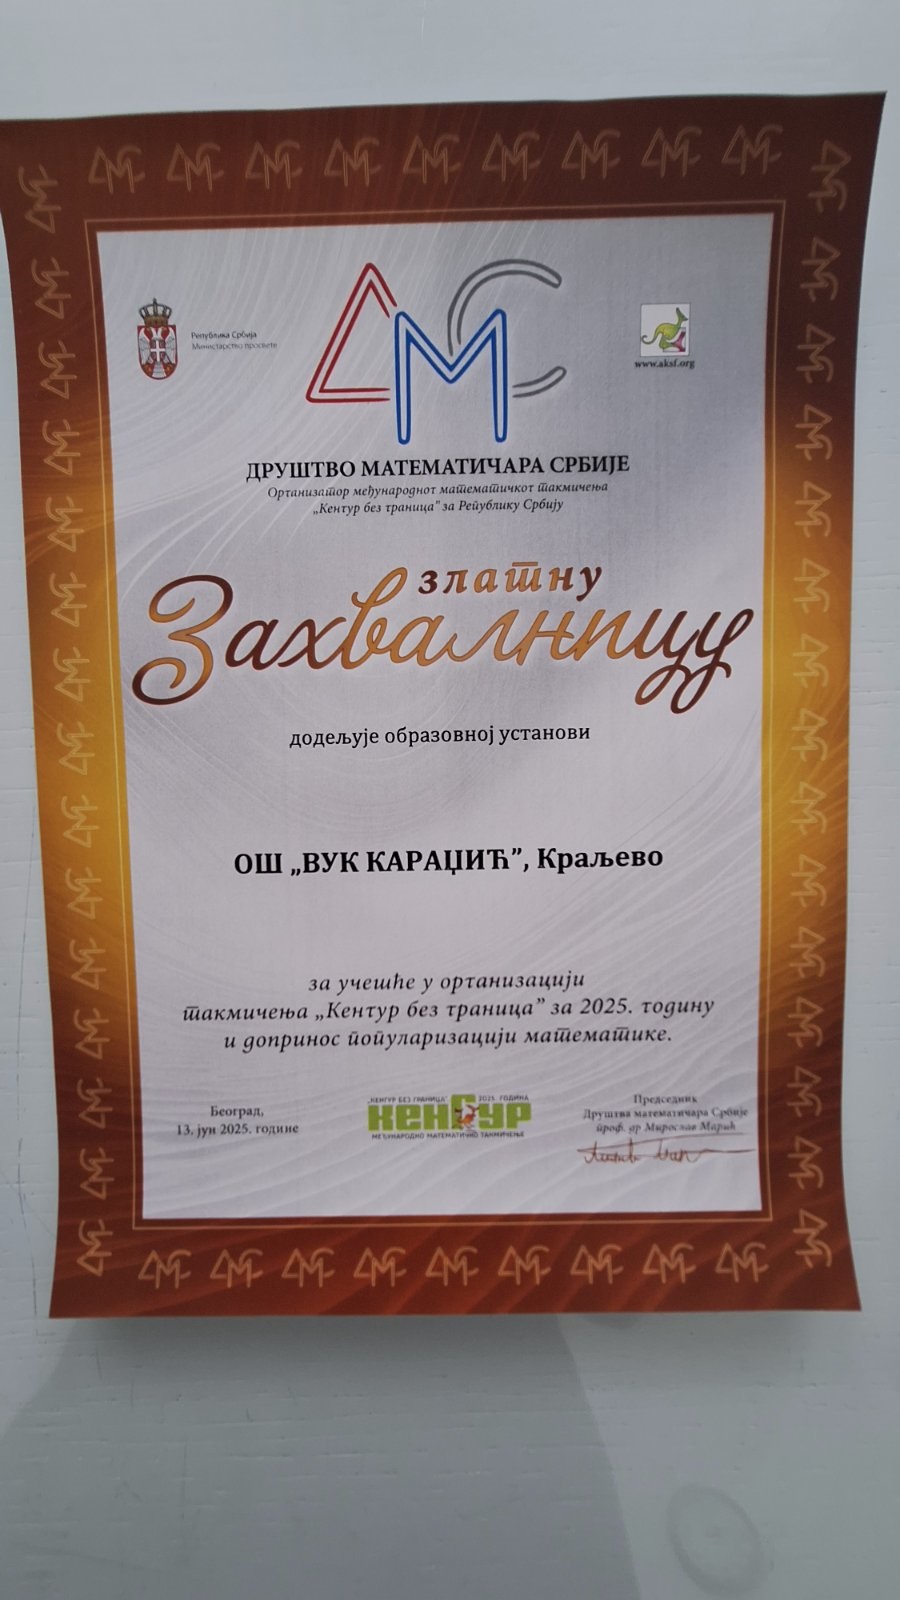 Република Србија
Министарство просвете
www.aksf.org
ДРУШТВО МАТЕМАТИЧАРА СРБИЈЕ
Организатор међународног математичког такмичења
„Кенгур без граница” за Републику Србију
златну
Захвалницу
додељује образовној установи
ОШ „ВУК КАРАЏИЋ”, Краљево
за учешће у организацији
такмичења „Кенгур без граница” за 2025. годину
и допринос популаризацији математике.
Београд,
13. јун 2025. године
„КЕНГУР БЕЗ ГРАНИЦА” 2025. ГОДИНА
кенгур
МЕЂУНАРОДНО МАТЕМАТИЧКО ТАКМИЧЕЊЕ
Председник
Друштва математичара Србије
проф. др Мирослав Марић